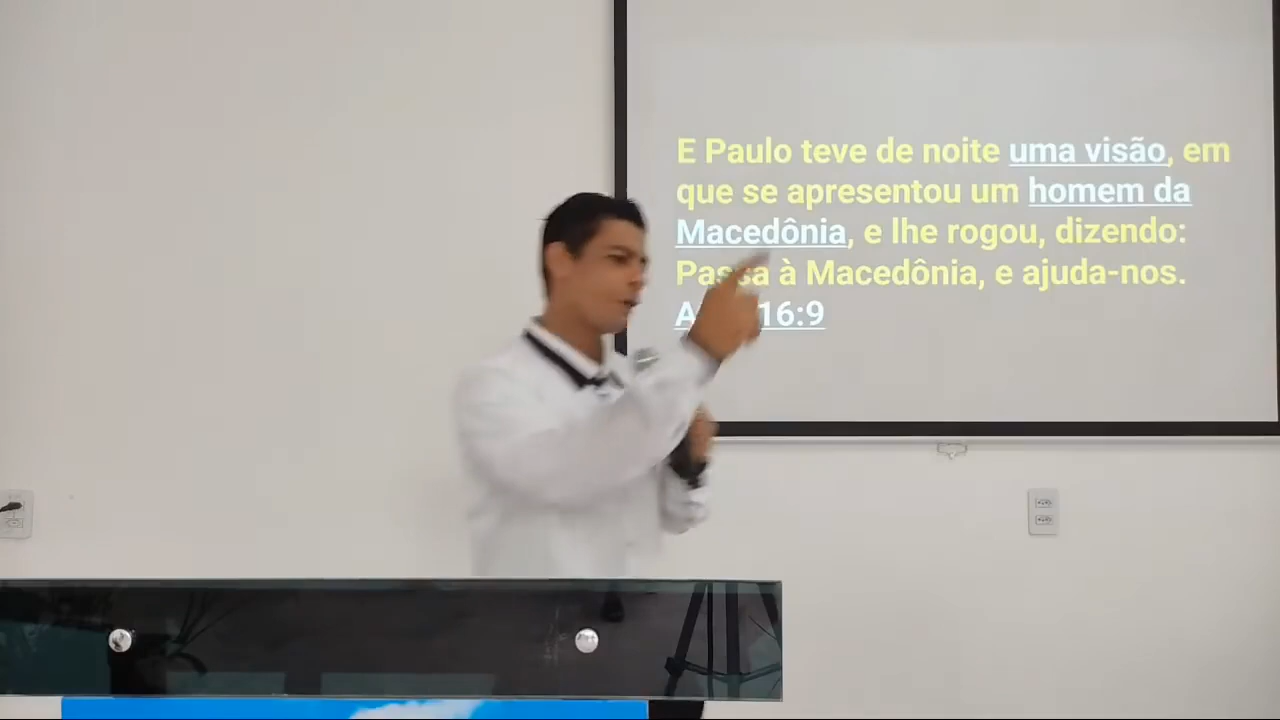 E Paulo teve de noite uma visão, em
que se apresentou um homem da
Macedônia, e lhe rogou, dizendo:
Passa à Macedônia, e ajuda-nos.
16:9